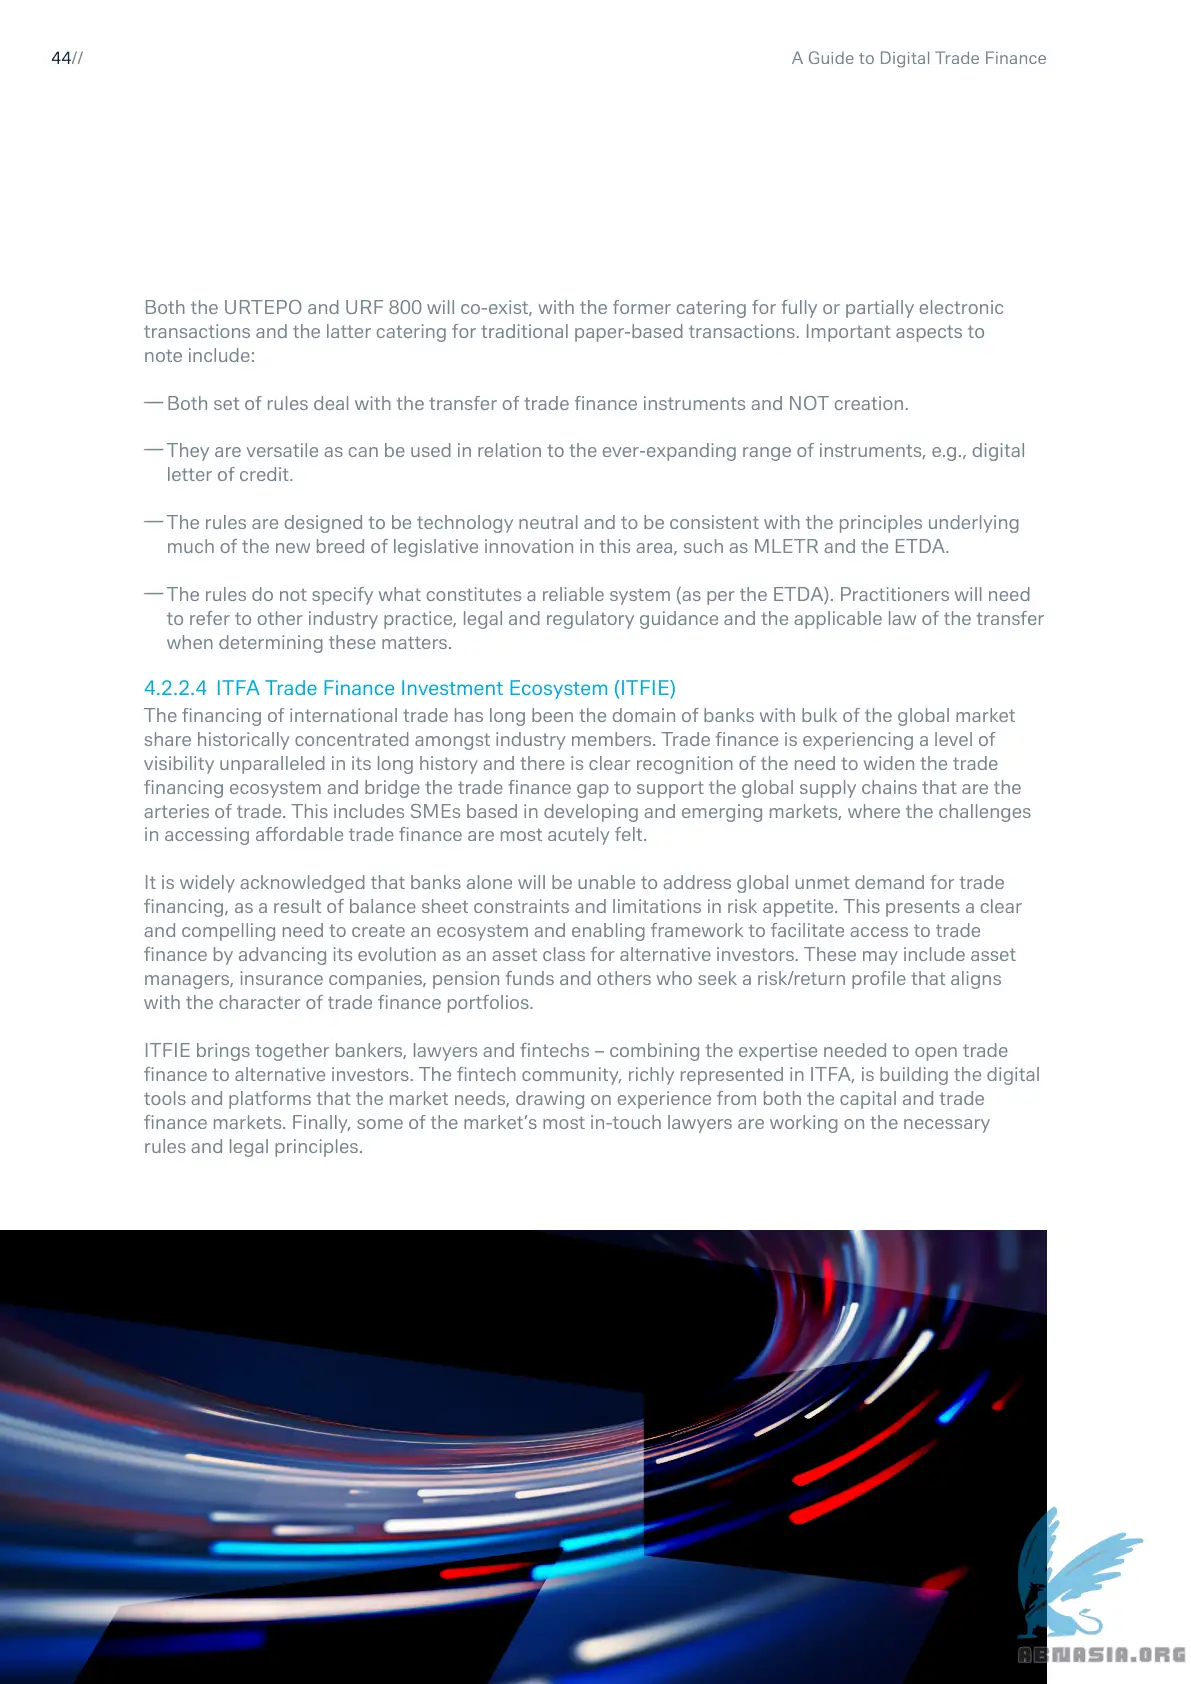 44//
A Guide to Digital Trade Finance
Both the URTEPO and URF 800 will co-exist, with the former catering for fully or partially electronic
transactions and the latter catering for traditional paper-based transactions. Important aspects to
note include:
— Both set of rules deal with the transfer of trade finance instruments and NOT creation.
— They are versatile as can be used in relation to the ever-expanding range of instruments, e.g., digital
letter of credit.
— The rules are designed to be technology neutral and to be consistent with the principles underlying
much of the new breed of legislative innovation in this area, such as MLETR and the ETDA.
— The rules do not specify what constitutes a reliable system (as per the ETDA). Practitioners will need
to refer to other industry practice, legal and regulatory guidance and the applicable law of the transfer
when determining these matters.
4.2.2.4 ITFA Trade Finance Investment Ecosystem (ITFIE)
The financing of international trade has long been the domain of banks with bulk of the global market
share historically concentrated amongst industry members. Trade finance is experiencing a level of
visibility unparalleled in its long history and there is clear recognition of the need to widen the trade
financing ecosystem and bridge the trade finance gap to support the global supply chains that are the
arteries of trade. This includes SMEs based in developing and emerging markets, where the challenges
in accessing affordable trade finance are most acutely felt.
It is widely acknowledged that banks alone will be unable to address global unmet demand for trade
financing, as a result of balance sheet constraints and limitations in risk appetite. This presents a clear
and compelling need to create an ecosystem and enabling framework to facilitate access to trade
finance by advancing its evolution as an asset class for alternative investors. These may include asset
managers, insurance companies, pension funds and others who seek a risk/return profile that aligns
with the character of trade finance portfolios.
ITFIE brings together bankers, lawyers and fintechs – combining the expertise needed to open trade
finance to alternative investors. The fintech community, richly represented in ITFA, is building the digital
tools and platforms that the market needs, drawing on experience from both the capital and trade
finance markets. Finally, some of the market's most in-touch lawyers are working on the necessary
rules and legal principles.
ABNASIA.ORG